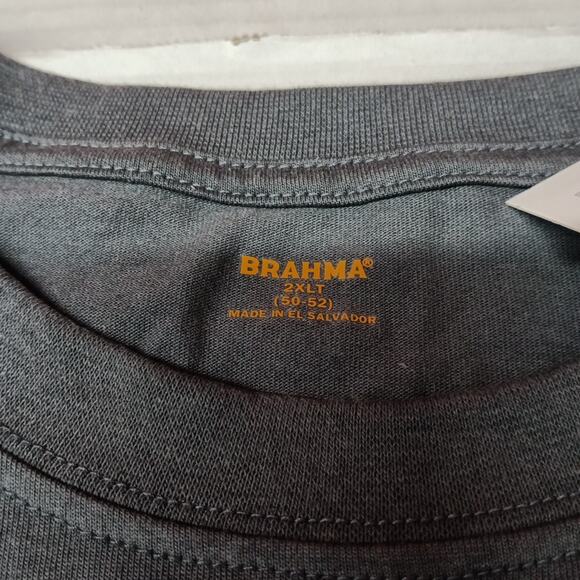 BRAHMA®
2XLT
(50-52)
MADE IN EL SALVADOR